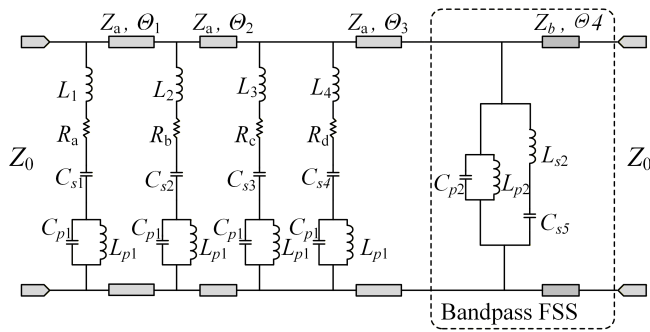 Za , Θ1 Za , Θ2 Za , Θ3 Zb , Θ4
L1 L2 L3 L4
Ra Rb Rc Rd
Z0 Z0
Cs1 Cs2 Cs3 Cs4
Cp2 Lp2 Ls2
Cs5
Cp1 Cp1 Cp1 Cp1
Lp1 Lp1 Lp1 Lp1
Bandpass FSS